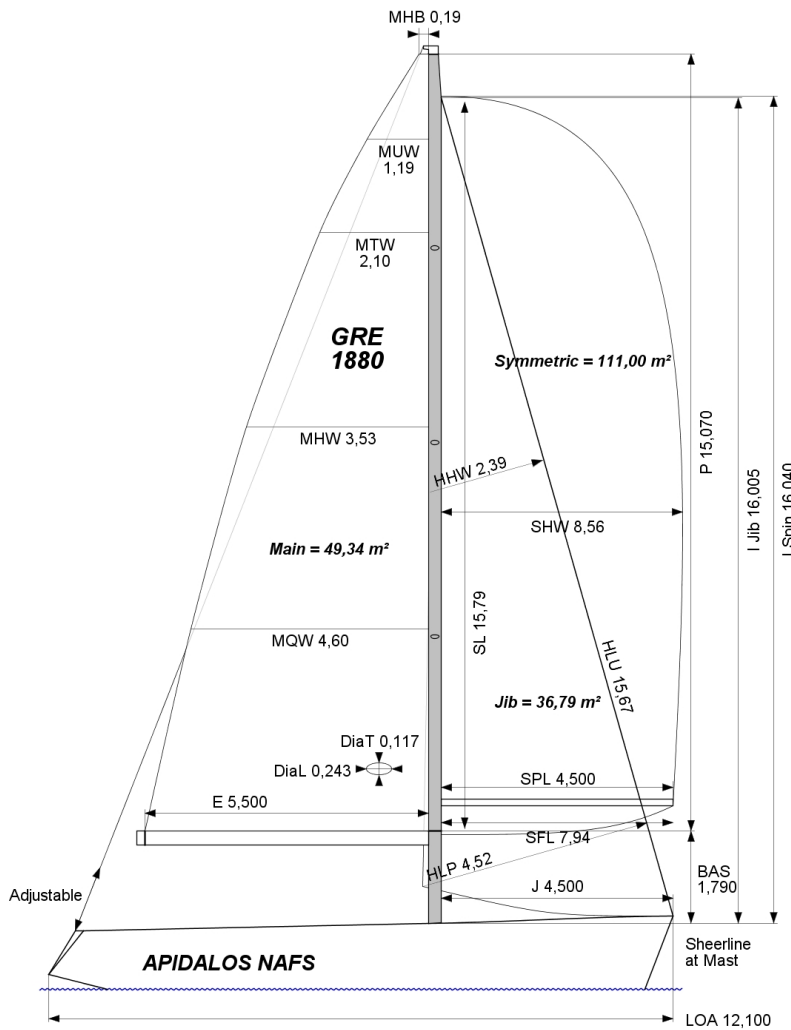 MHB 0,19
MUW
1,19
MTW
2,10
GRE
1880
Symmetric = 111,00 m²
P 15,070
MHW 3,53
HHW 2,39
I Jib 16,005
I Spin 16,040
SHW 8,56
Main = 49,34 m²
SL 15,79
MQW 4,60
HLU 15,67
Jib = 36,79 m²
DiaT 0,117
DiaL 0,243
SPL 4,500
E 5,500
SFL 7,94
HLP 4,52
BAS
1,790
J 4,500
Adjustable
Sheerline
at Mast
APIDALOS NAFS
LOA 12,100